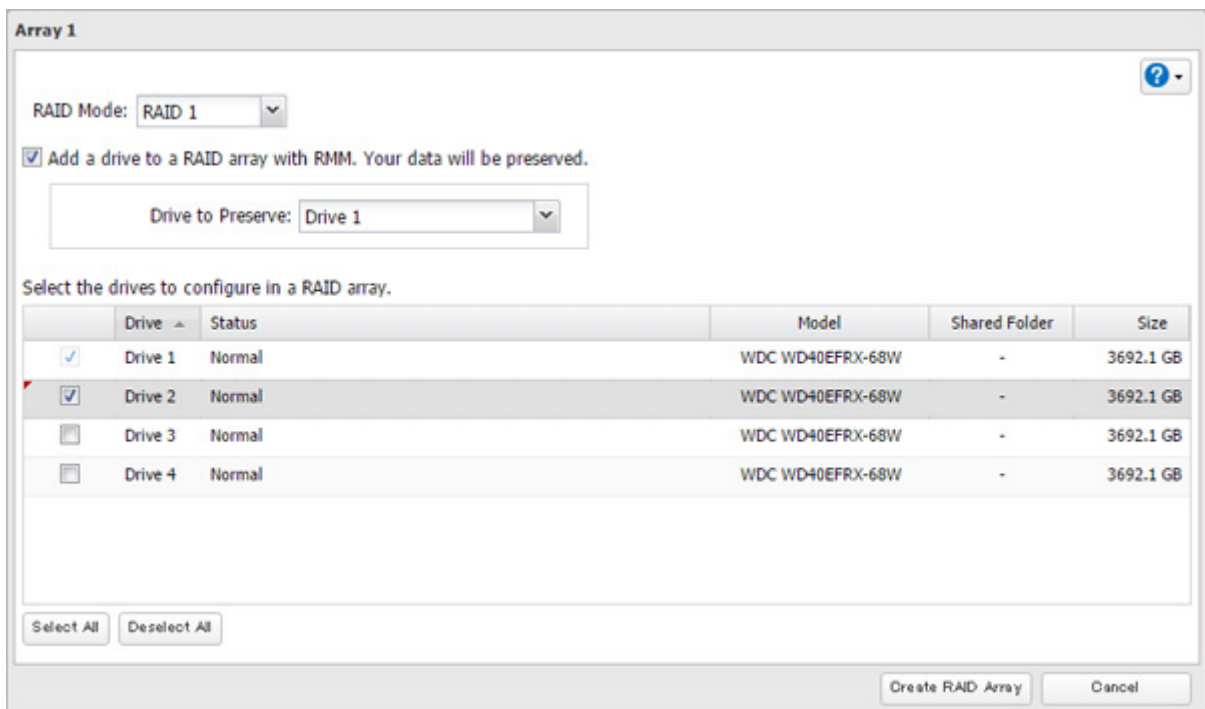 Array 1
?
RAID Mode: RAID 1
Add a drive to a RAID array with RMM. Your data will be preserved.
Drive to Preserve: Drive 1
Select the drives to configure in a RAID array.
Drive Status Model Shared Folder Size
Drive 1 Normal WDC WD40EFRX-68W - 3692.1 GB
Drive 2 Normal WDC WD40EFRX-68W - 3692.1 GB
Drive 3 Normal WDC WD40EFRX-68W - 3692.1 GB
Drive 4 Normal WDC WD40EFRX-68W - 3692.1 GB
Select All Deselect All
Create RAID Array Cancel